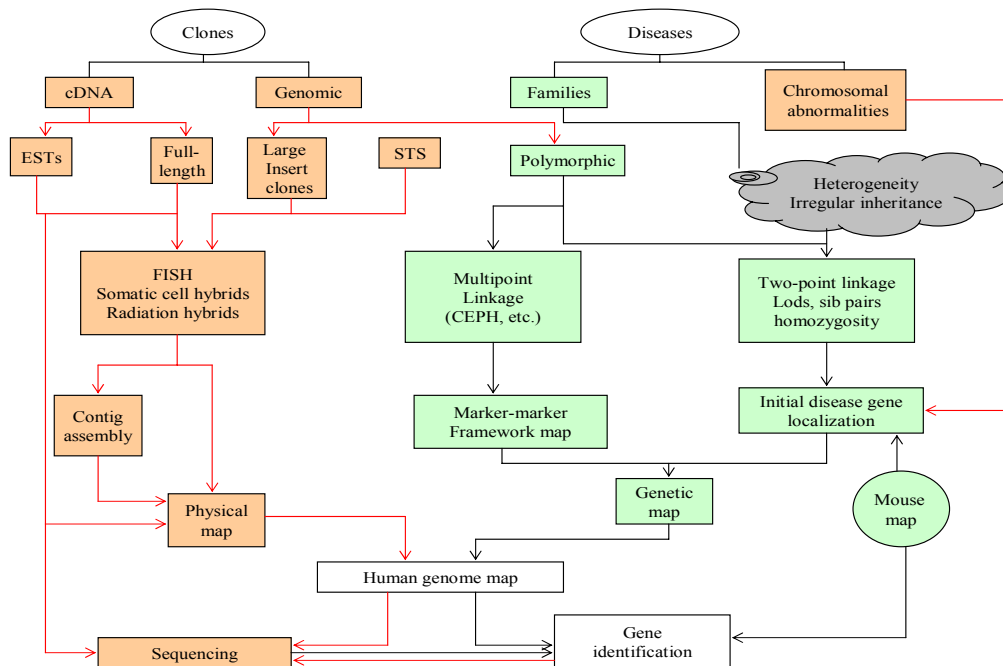 Clones
Diseases
cDNA
Genomic
Families
Chromosomal
abnormalities
ESTs
Full-
length
Large
Insert
clones
STS
Polymorphic
Heterogeneity
Irregular inheritance
FISH
Somatic cell hybrids
Radiation hybrids
Multipoint
Linkage
(CEPH, etc.)
Two-point linkage
Lods, sib pairs
homozygosity
Contig
assembly
Marker-marker
Framework map
Initial disease gene
localization
Physical
map
Genetic
map
Mouse
map
Human genome map
Sequencing
Gene
identification